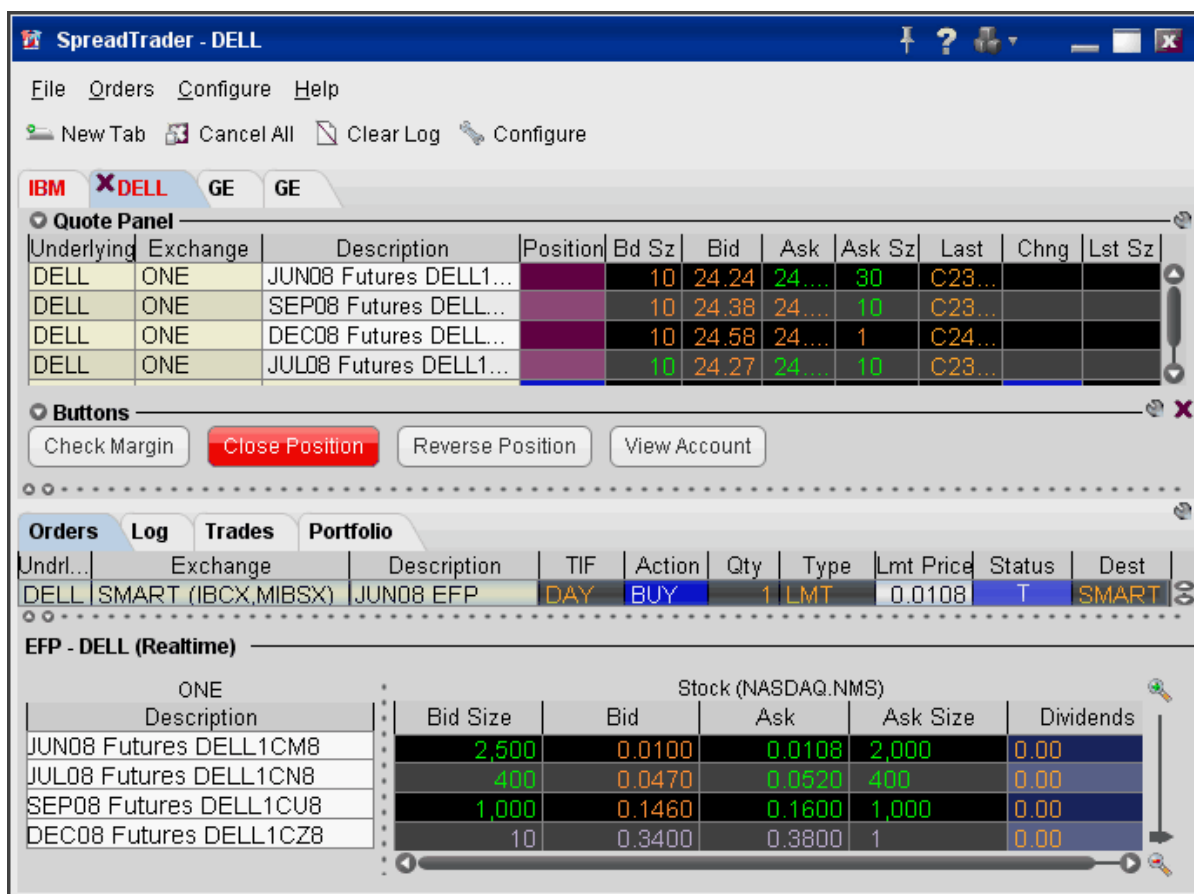 SpreadTrader - DELL
File Orders Configure Help
New Tab Cancel All Clear Log Configure
IBM DELL GE GE
Quote Panel
Underlying Exchange Description Position Bd Sz Bid Ask Ask Sz Last Chng Lst Sz
DELL ONE JUN08 Futures DELL1... 10 24.24 24.... 30 C23...
DELL ONE SEP08 Futures DELL... 10 24.38 24.... 10 C23...
DELL ONE DEC08 Futures DELL... 10 24.58 24.... 1 C24...
DELL ONE JUL08 Futures DELL1... 10 24.27 24.... 10 C23...
Buttons
Check Margin Close Position Reverse Position View Account
Orders Log Trades Portfolio
Undrl... Exchange Description TIF Action Qty Type Lmt Price Status Dest
DELL SMART (IBCX,MIBSX) JUN08 EFP DAY BUY 1 LMT 0.0108 T SMART
EFP - DELL (Realtime)
ONE Stock (NASDAQ.NMS)
Description Bid Size Bid Ask Ask Size Dividends
JUN08 Futures DELL1CM8 2,500 0.0100 0.0108 2,000 0.00
JUL08 Futures DELL1CN8 400 0.0470 0.0520 400 0.00
SEP08 Futures DELL1CU8 1,000 0.1460 0.1600 1,000 0.00
DEC08 Futures DELL1CZ8 10 0.3400 0.3800 1 0.00